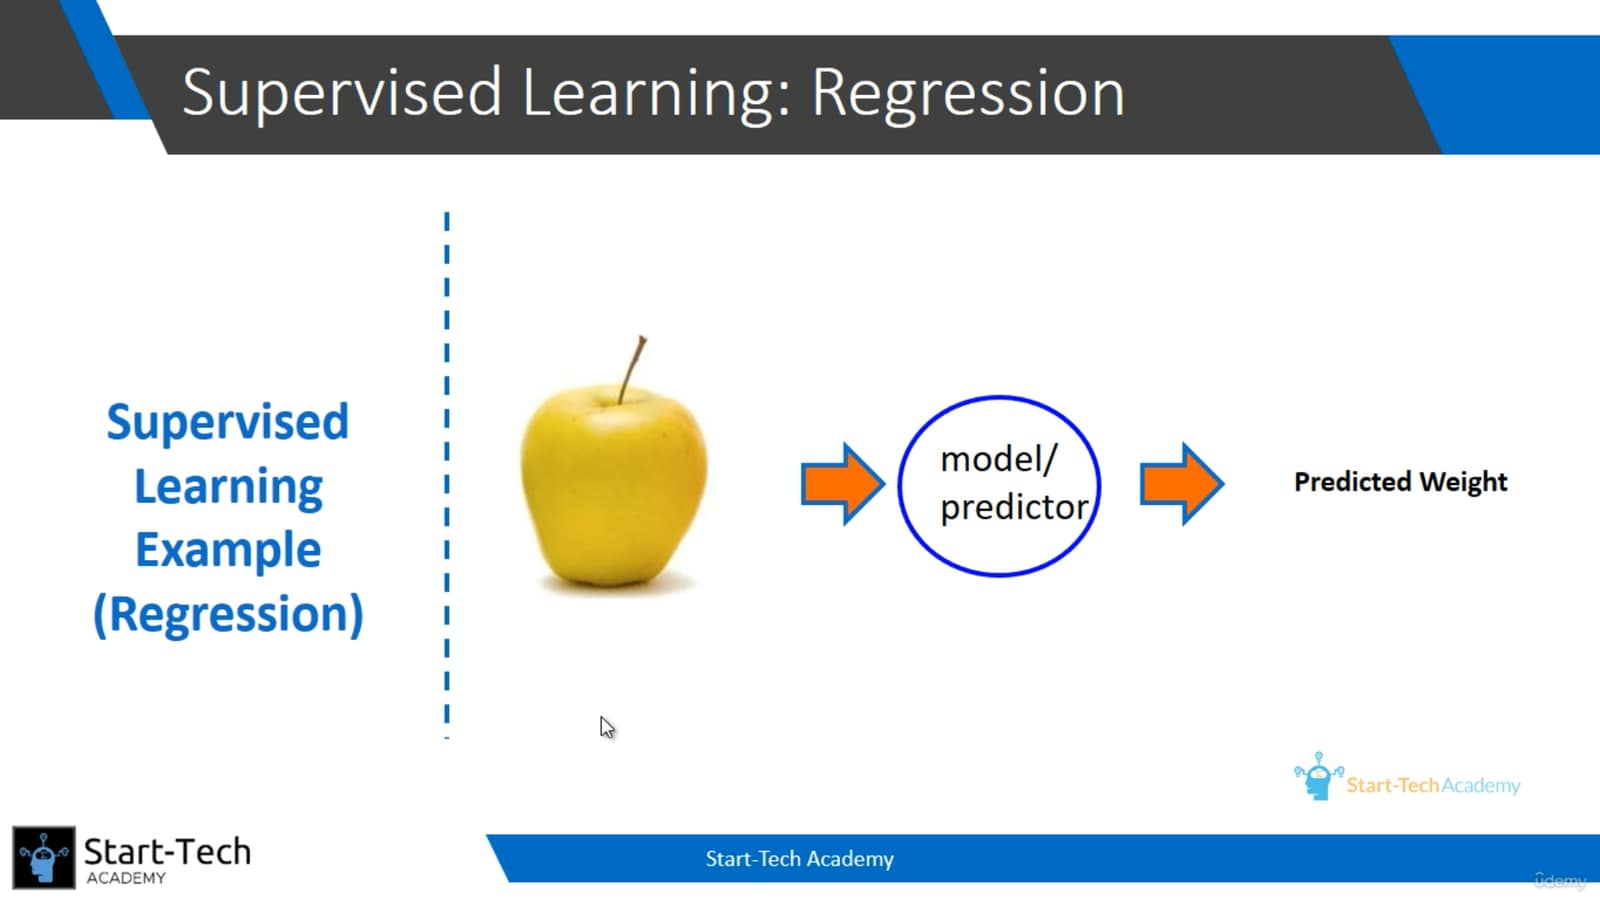 Supervised Learning: Regression
Supervised
Learning
Example
(Regression)
model/
predictor
Predicted Weight
Start-Tech Academy
Start-Tech
ACADEMY
Start-Tech Academy
ûdemy